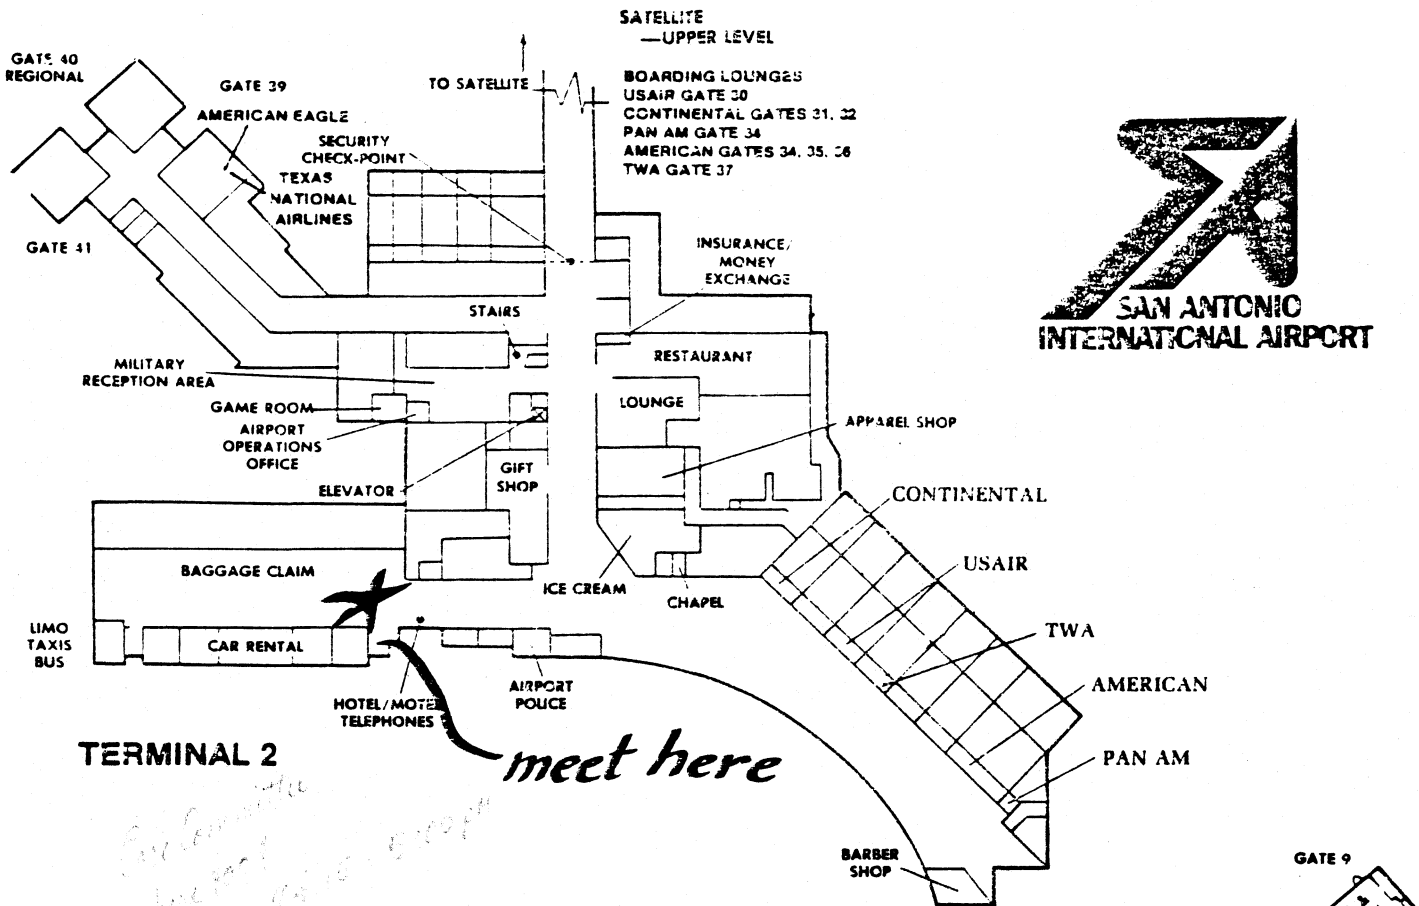 SATELLITE
—UPPER LEVEL
BOARDING LOUNGES
USAIR GATE 30
CONTINENTAL GATES 31, 32
PAN AM GATE 34
AMERICAN GATES 34, 35, 36
TWA GATE 37
TO SATELLITE
GATE 40
REGIONAL
GATE 39
AMERICAN EAGLE
SECURITY
CHECK-POINT
TEXAS
NATIONAL
AIRLINES
GATE 41
INSURANCE/
MONEY
EXCHANGE
SAN ANTONIO
INTERNATIONAL AIRPORT
STAIRS
RESTAURANT
MILITARY
RECEPTION AREA
LOUNGE
GAME ROOM
AIRPORT
OPERATIONS
OFFICE
APPAREL SHOP
GIFT
SHOP
ELEVATOR
CONTINENTAL
BAGGAGE CLAIM
ICE CREAM
CHAPEL
USAIR
LIMO
TAXIS
BUS
CAR RENTAL
TWA
HOTEL/MOTEL
TELEPHONES
AIRPORT
POLICE
AMERICAN
TERMINAL 2
meet here
PAN AM
BARBER
SHOP
GATE 9